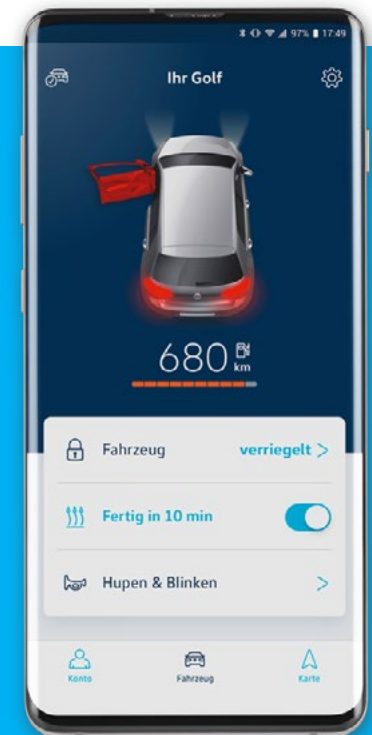 97% 17:49
Ihr Golf
680 km
Fahrzeug verriegelt >
Fertig in 10 min
Hupen & Blinken >
Konto Fahrzeug Karte